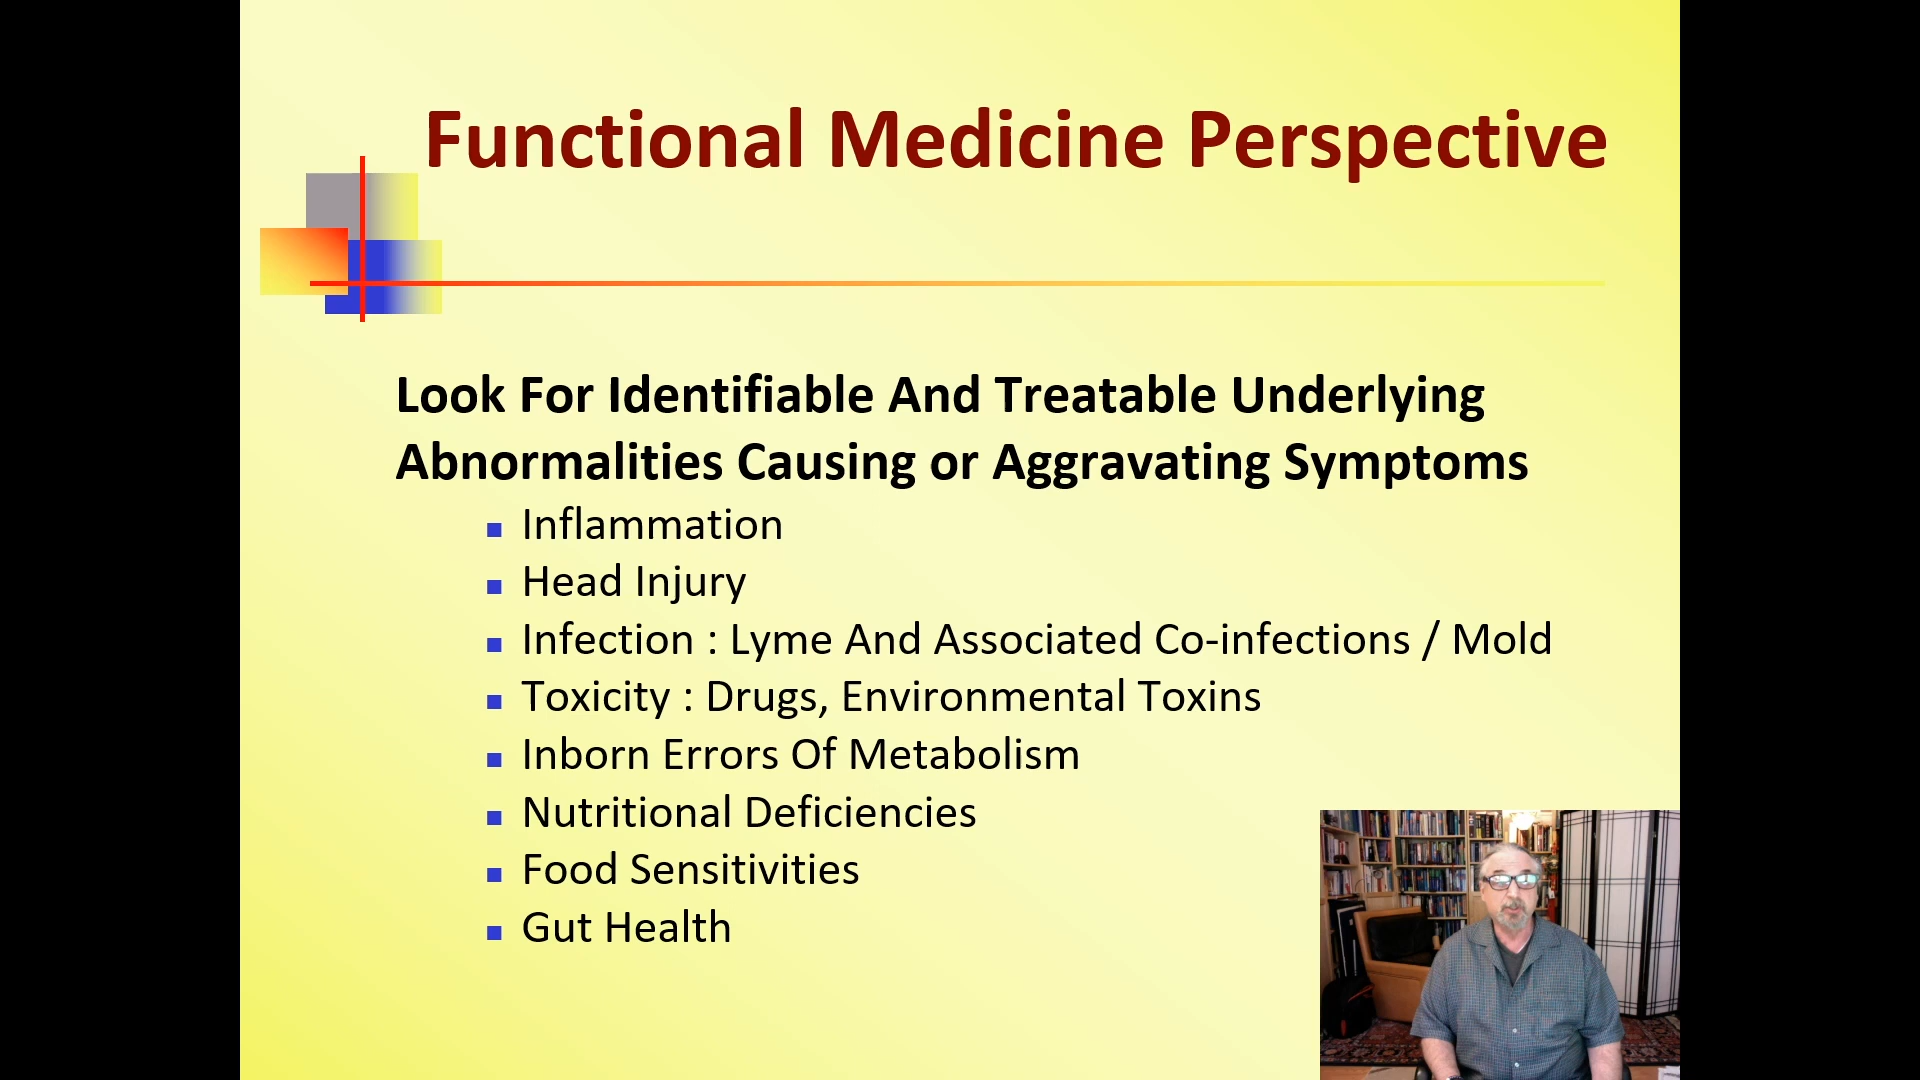 Functional Medicine Perspective
Look For Identifiable And Treatable Underlying
Abnormalities Causing or Aggravating Symptoms
Inflammation
Head Injury
Infection : Lyme And Associated Co-infections / Mold
Toxicity : Drugs, Environmental Toxins
Inborn Errors Of Metabolism
Nutritional Deficiencies
Food Sensitivities
Gut Health